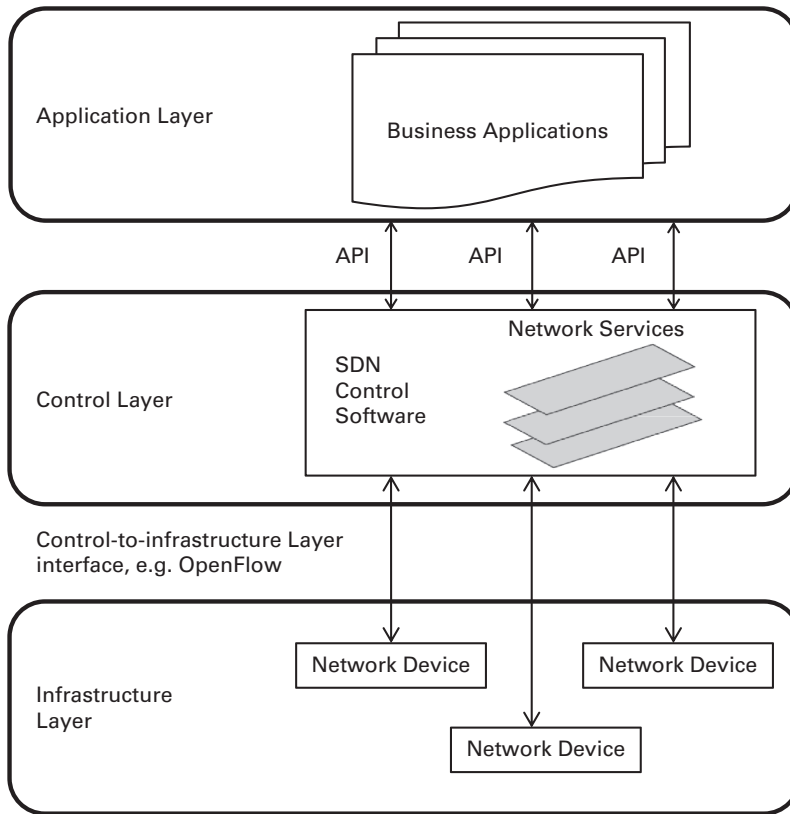 Application Layer
Business Applications
API
API
API
Network Services
SDN
Control
Software
Control Layer
Control-to-infrastructure Layer
interface, e.g. OpenFlow
Network Device
Network Device
Infrastructure
Layer
Network Device